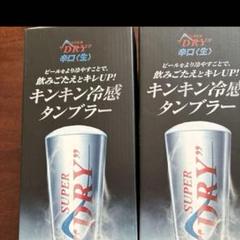 DRY
辛口〈生〉
ビールをより冷やすことで、
飲みごたえとキレUP!
キンキン冷感
タンブラー
SUPER
"DRY"
DRY
辛口〈生〉
ビールをより冷やすことで、
飲みごたえとキレUP!
キンキン冷感
タンブラー
SUPER
"DRY"